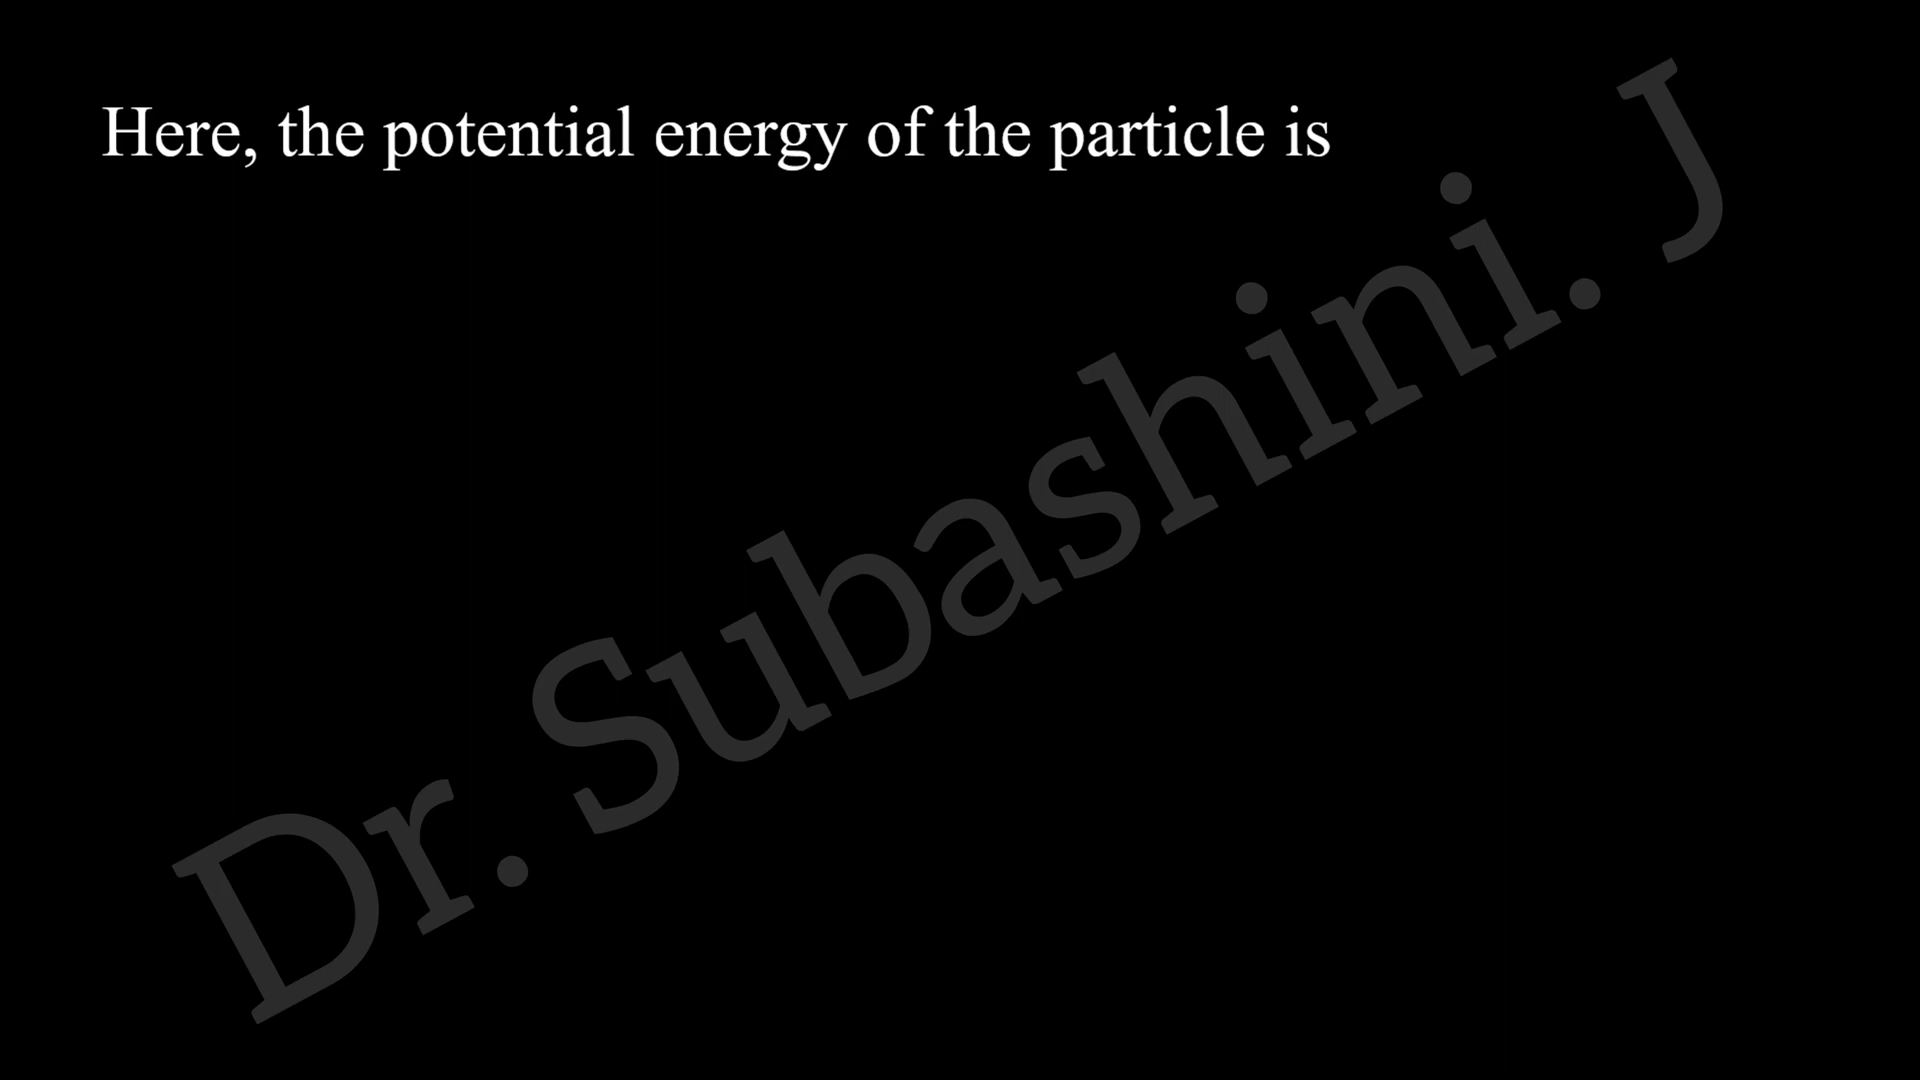 Here, the potential energy of the particle is
Dr. Subashini. J